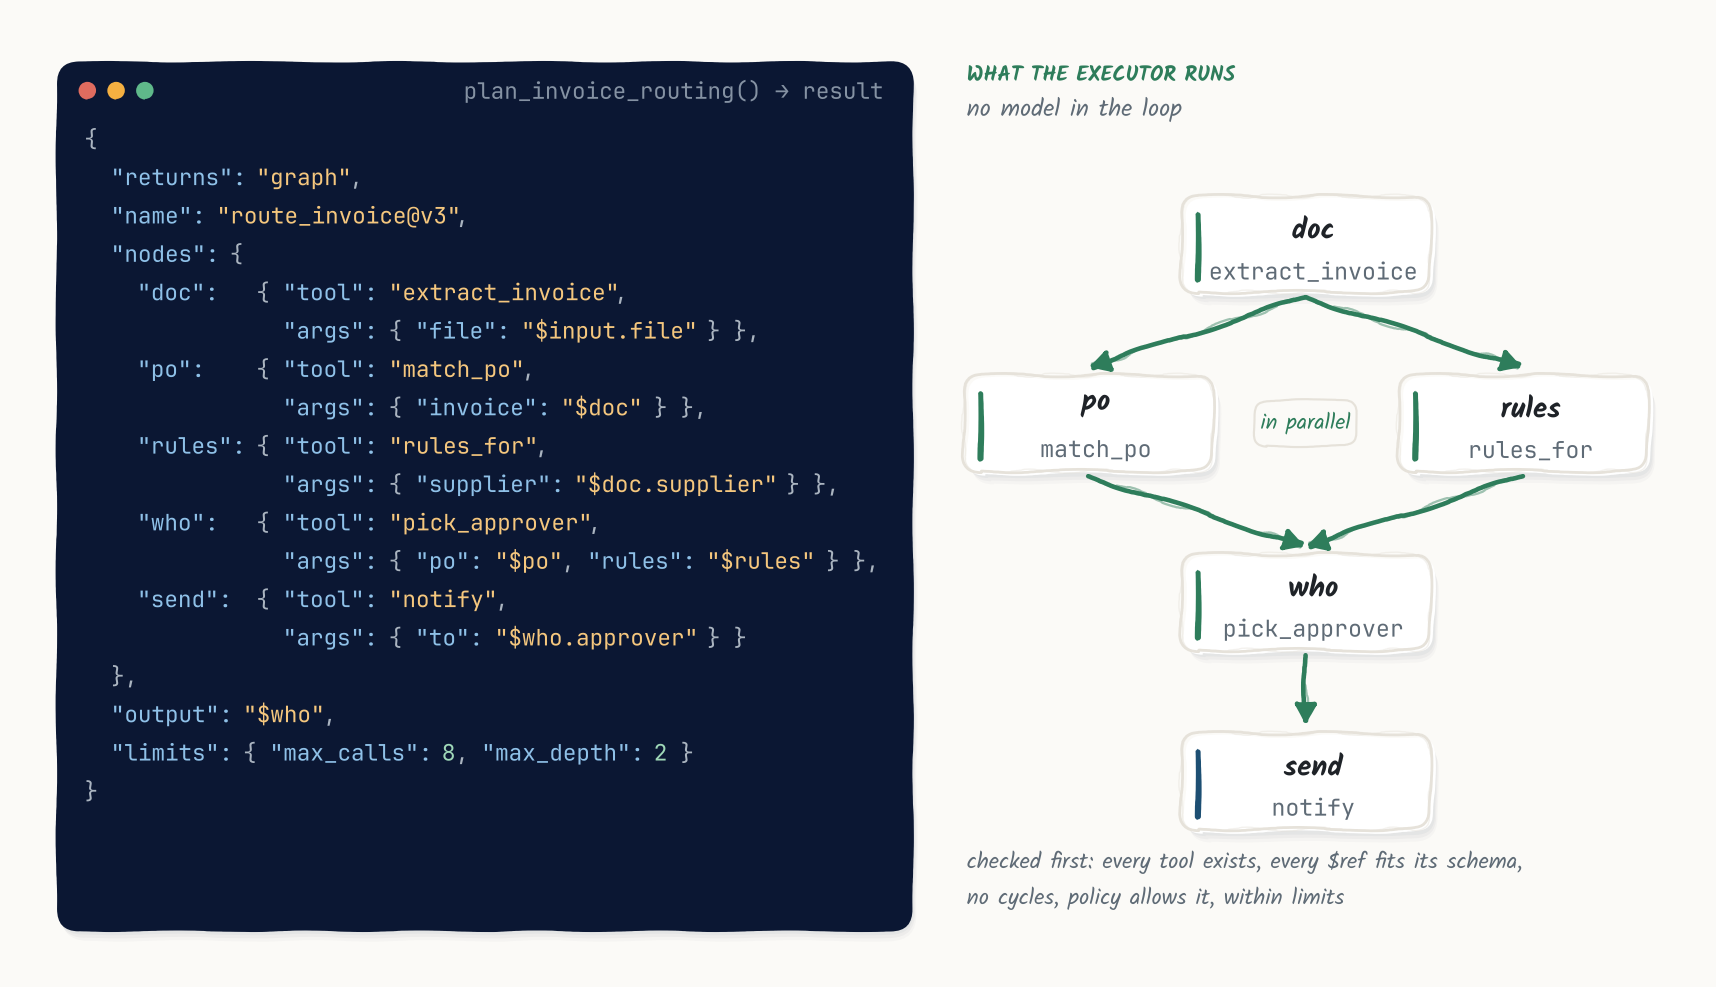 plan_invoice_routing() → result
{
"returns": "graph",
"name": "route_invoice@v3",
"nodes": {
"doc": { "tool": "extract_invoice",
"args": { "file": "$input.file" } },
"po": { "tool": "match_po",
"args": { "invoice": "$doc" } },
"rules": { "tool": "rules_for",
"args": { "supplier": "$doc.supplier" } },
"who": { "tool": "pick_approver",
"args": { "po": "$po", "rules": "$rules" } },
"send": { "tool": "notify",
"args": { "to": "$who.approver" } }
},
"output": "$who",
"limits": { "max_calls": 8, "max_depth": 2 }
}
WHAT THE EXECUTOR RUNS
no model in the loop
doc
extract_invoice
po
match_po
in parallel
rules
rules_for
who
pick_approver
send
notify
checked first: every tool exists, every $ref fits its schema,
no cycles, policy allows it, within limits